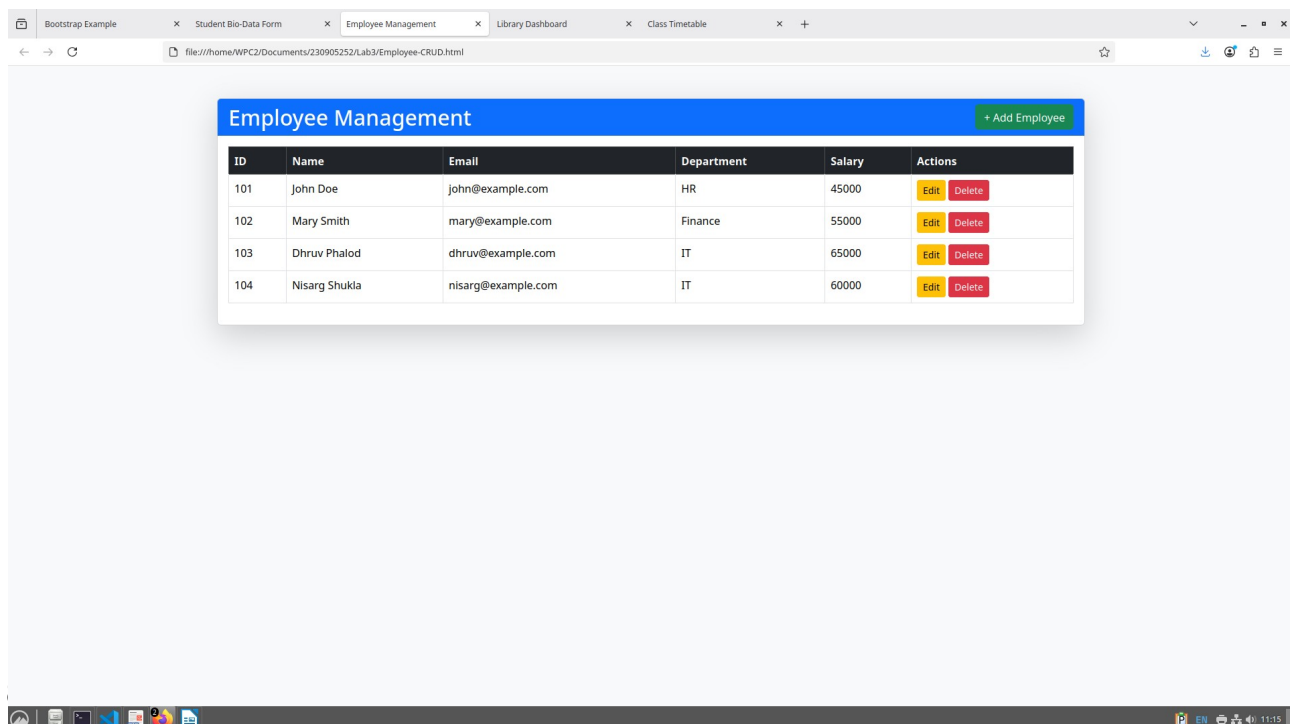 Bootstrap Example Student Bio-Data Form Employee Management Library Dashboard Class Timetable
file:///home/WPC2/Documents/230905252/Lab3/Employee-CRUD.html
Employee Management + Add Employee
ID Name Email Department Salary Actions
101 John Doe john@example.com HR 45000 Edit Delete
102 Mary Smith mary@example.com Finance 55000 Edit Delete
103 Dhruv Phalod dhruv@example.com IT 65000 Edit Delete
104 Nisarg Shukla nisarg@example.com IT 60000 Edit Delete
2 EN 11:15